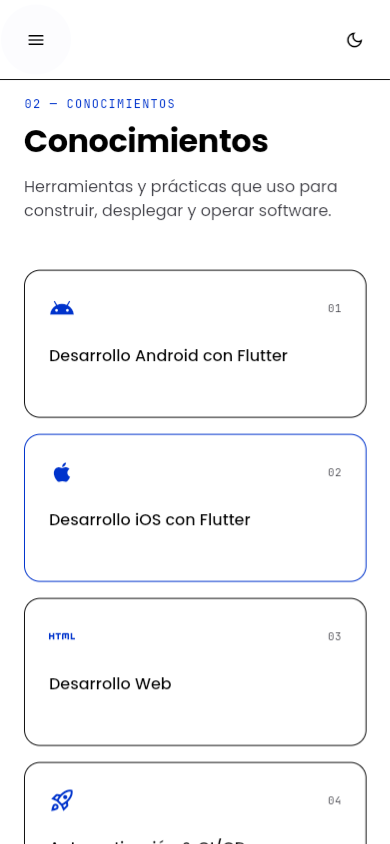 02 — CONOCIMIENTOS
Conocimientos
Herramientas y prácticas que uso para
construir, desplegar y operar software.
01
Desarrollo Android con Flutter
02
Desarrollo iOS con Flutter
HTML
03
Desarrollo Web
04